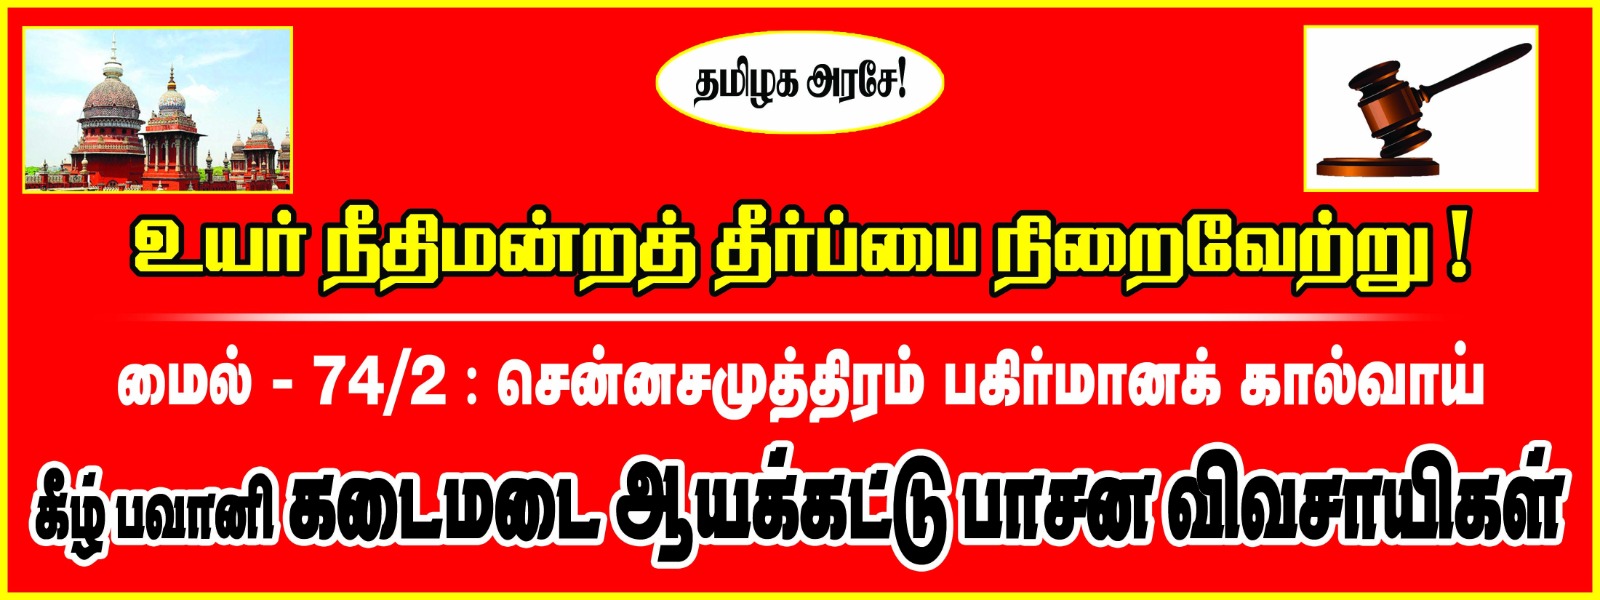 தமிழக அரசே!
உயர் நீதிமன்றத் தீர்ப்பை நிறைவேற்று !
மைல் - 74/2 : சென்னசமுத்திரம் பகிர்மானக் கால்வாய்
கீழ் பவானி கடைமடை ஆயக்கட்டு பாசன விவசாயிகள்